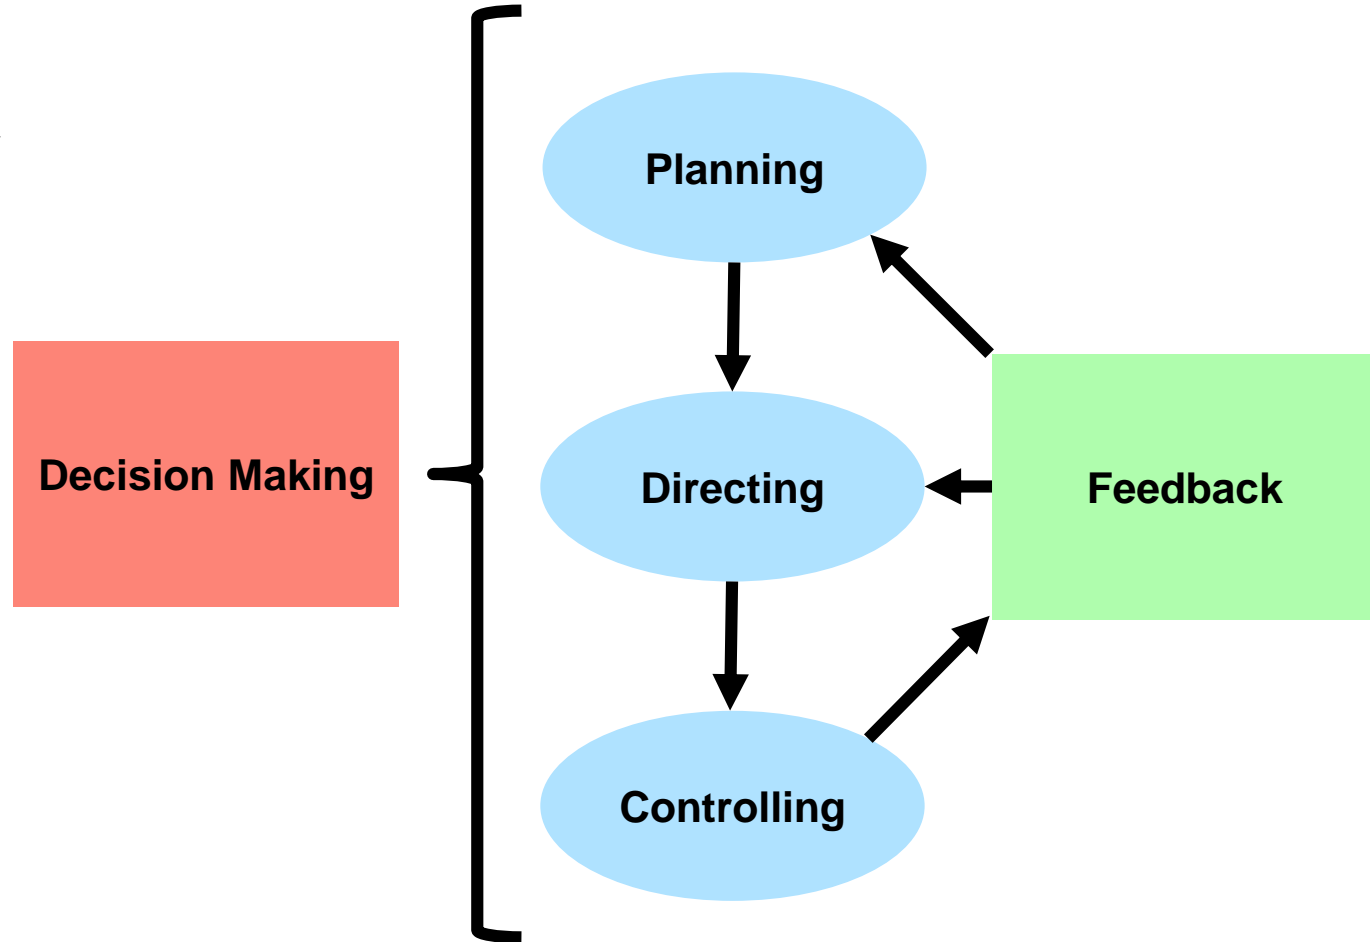 Planning
Decision Making
Directing
Feedback
Controlling